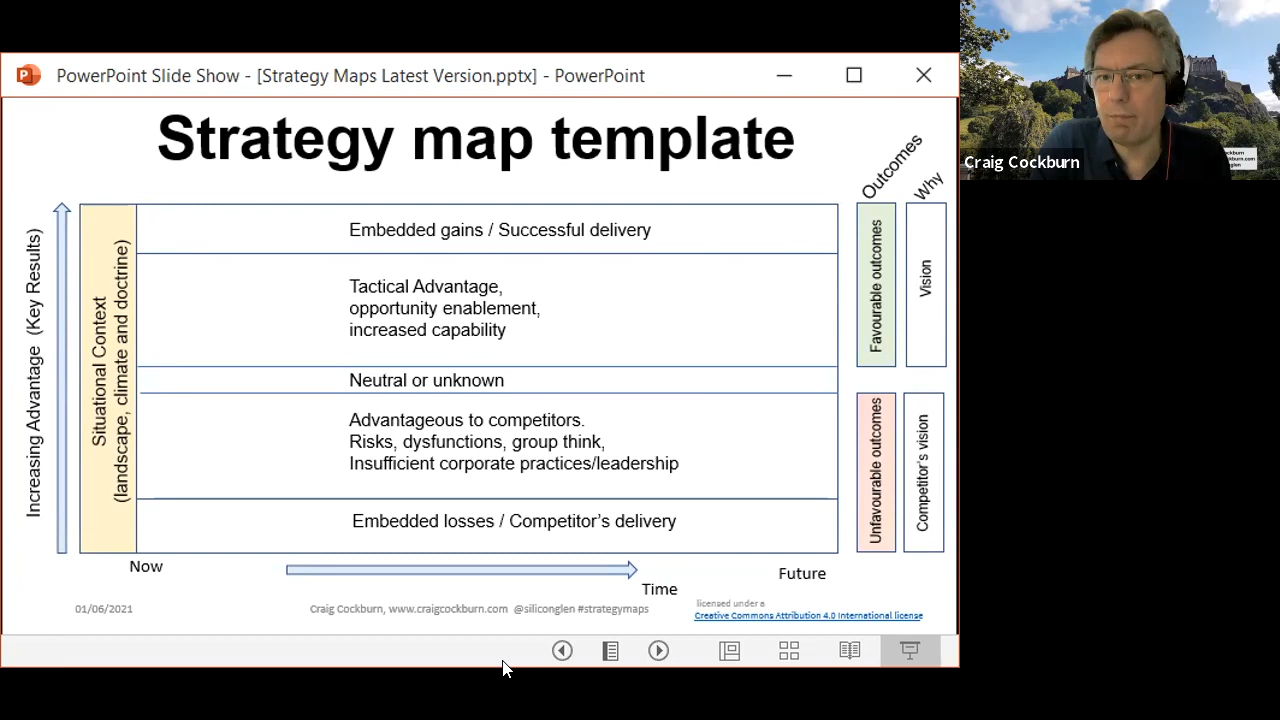 PowerPoint Slide Show - [Strategy Maps Latest Version.pptx] - PowerPoint
Craig Cockburn
Strategy map template
Outcomes
Why
Increasing Advantage (Key Results)
Situational Context
(landscape, climate and doctrine)
Embedded gains / Successful delivery
Tactical Advantage,
opportunity enablement,
increased capability
Neutral or unknown
Advantageous to competitors.
Risks, dysfunctions, group think,
Insufficient corporate practices/leadership
Embedded losses / Competitor's delivery
Favourable outcomes
Vision
Unfavourable outcomes
Competitor's vision
Now
Time
Future
01/06/2021
Craig Cockburn, www.craigcockburn.com @siliconglen #strategymaps
licensed under a
Creative Commons Attribution 4.0 International license